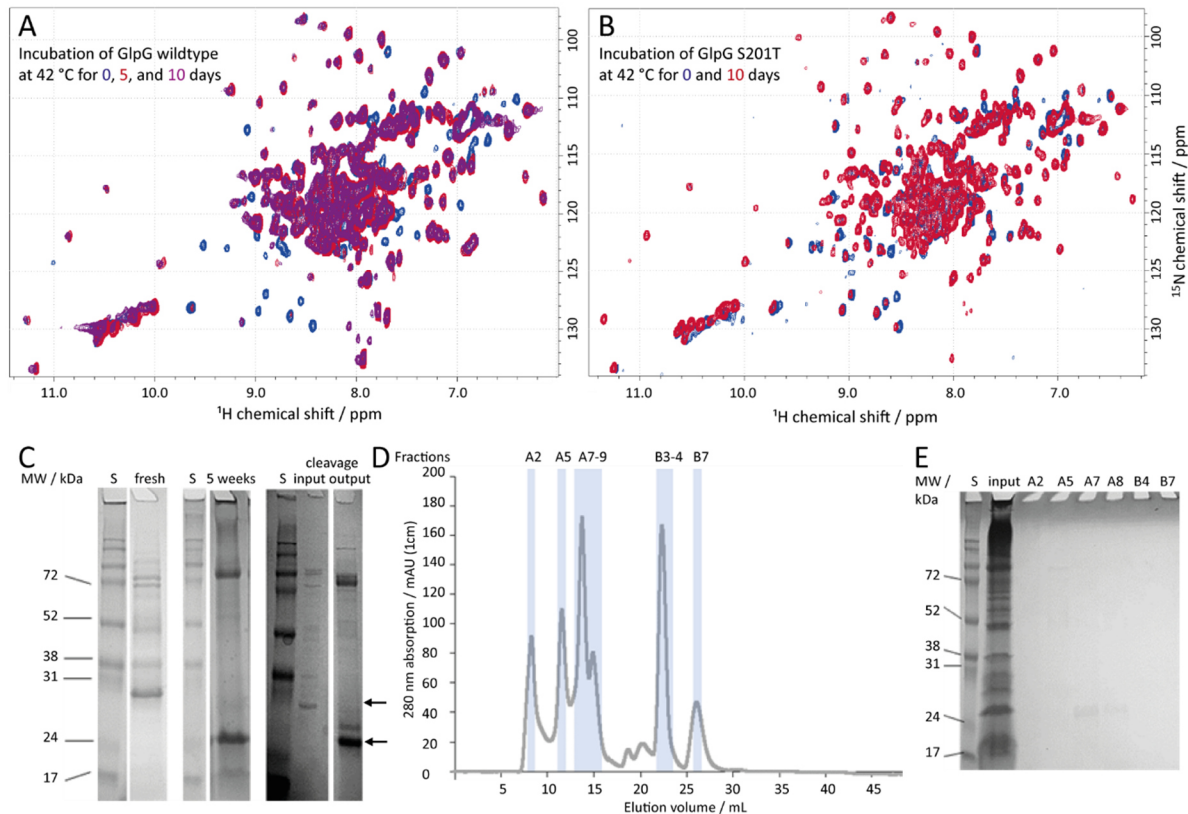 A
Incubation of GlpG wildtype
at 42 °C for 0, 5, and 10 days
100
110
115
120
125
130
11.0 10.0 9.0 8.0 7.0
¹H chemical shift / ppm
B
Incubation of GlpG S201T
at 42 °C for 0 and 10 days
100
110
115
120
125
130
¹⁵N chemical shift / ppm
11.0 10.0 9.0 8.0 7.0
¹H chemical shift / ppm
C
MW / kDa
S fresh S 5 weeks S input output
cleavage
72
52
38
31
24
17
D
Fractions A2 A5 A7-9 B3-4 B7
280 nm absorption / mAU (1cm)
200
180
160
140
120
100
80
60
40
20
0
5 10 15 20 25 30 35 40 45
Elution volume / mL
E
MW /
kDa
S input A2 A5 A7 A8 B4 B7
72
52
38
31
24
17